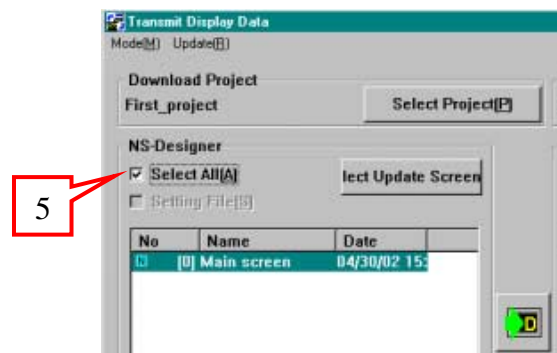 Transmit Display Data
Mode(M) Update(R)
Download Project
First_project
Select Project[P]
NS-Designer
Select All[A]
lect Update Screen
Setting File[S]
5
No Name Date
N [0] Main screen 04/30/02 15:
D